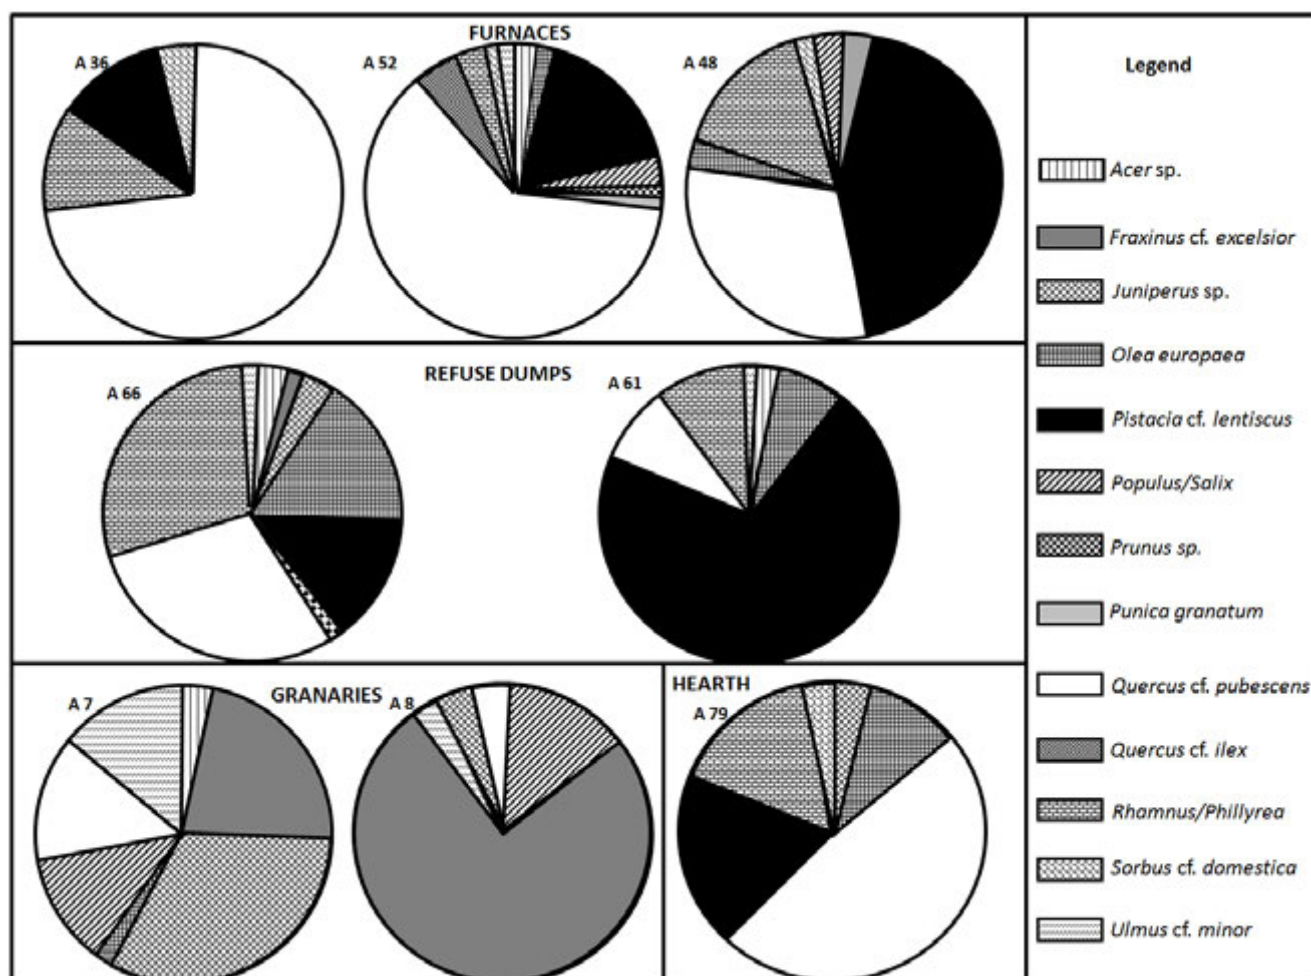 FURNACES
A 36
A 52
A 48
REFUSE DUMPS
A 66
A 61
GRANARIES
A 7
A 8
HEARTH
A 79
Legend
Acer sp.
Fraxinus cf. excelsior
Juniperus sp.
Olea europaea
Pistacia cf. lentiscus
Populus/Salix
Prunus sp.
Punica granatum
Quercus cf. pubescens
Quercus cf. ilex
Rhamnus/Phillyrea
Sorbus cf. domestica
Ulmus cf. minor